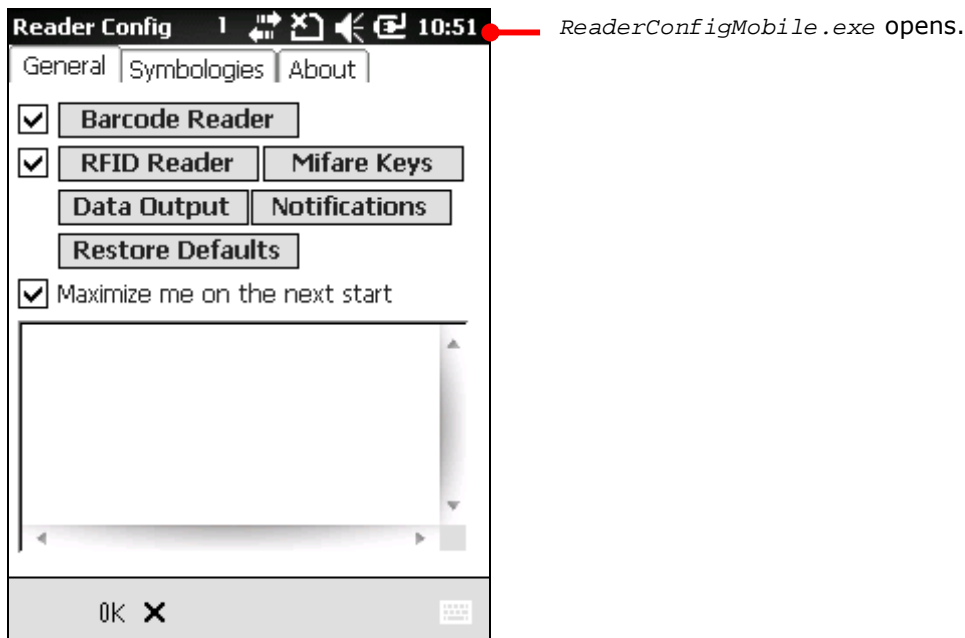 Reader Config 1 10:51
ReaderConfigMobile.exe opens.
General Symbologies About
Barcode Reader
RFID Reader Mifare Keys
Data Output Notifications
Restore Defaults
Maximize me on the next start
OK